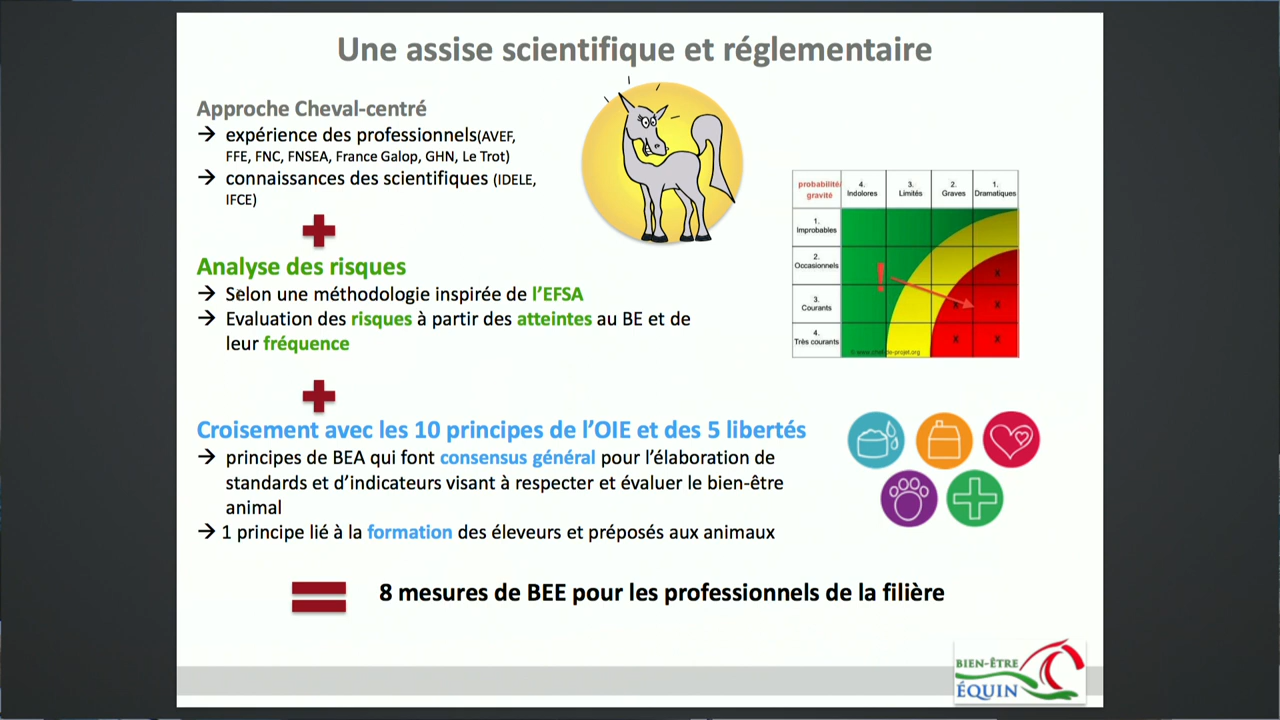 Une assise scientifique et réglementaire
Approche Cheval-centré
→ expérience des professionnels(AVEF,
FFE, FNC, FNSEA, France Galop, GHN, Le Trot)
→ connaissances des scientifiques (IDELE,
IFCE)
Analyse des risques
→ Selon une méthodologie inspirée de l’EFSA
→ Evaluation des risques à partir des atteintes au BE et de
leur fréquence
probabilité/
gravité
4.
Indolores
3.
Limités
2.
Graves
1.
Dramatiques
1.
Improbables
2.
Occasionnels
3.
Courants
4.
Très courants
!
X
X
X
X
X
© www.chef-de-projet.org
Croisement avec les 10 principes de l’OIE et des 5 libertés
→ principes de BEA qui font consensus général pour l’élaboration de
standards et d’indicateurs visant à respecter et évaluer le bien-être
animal
→ 1 principe lié à la formation des éleveurs et préposés aux animaux
8 mesures de BEE pour les professionnels de la filière
BIEN-ÊTRE
ÉQUIN